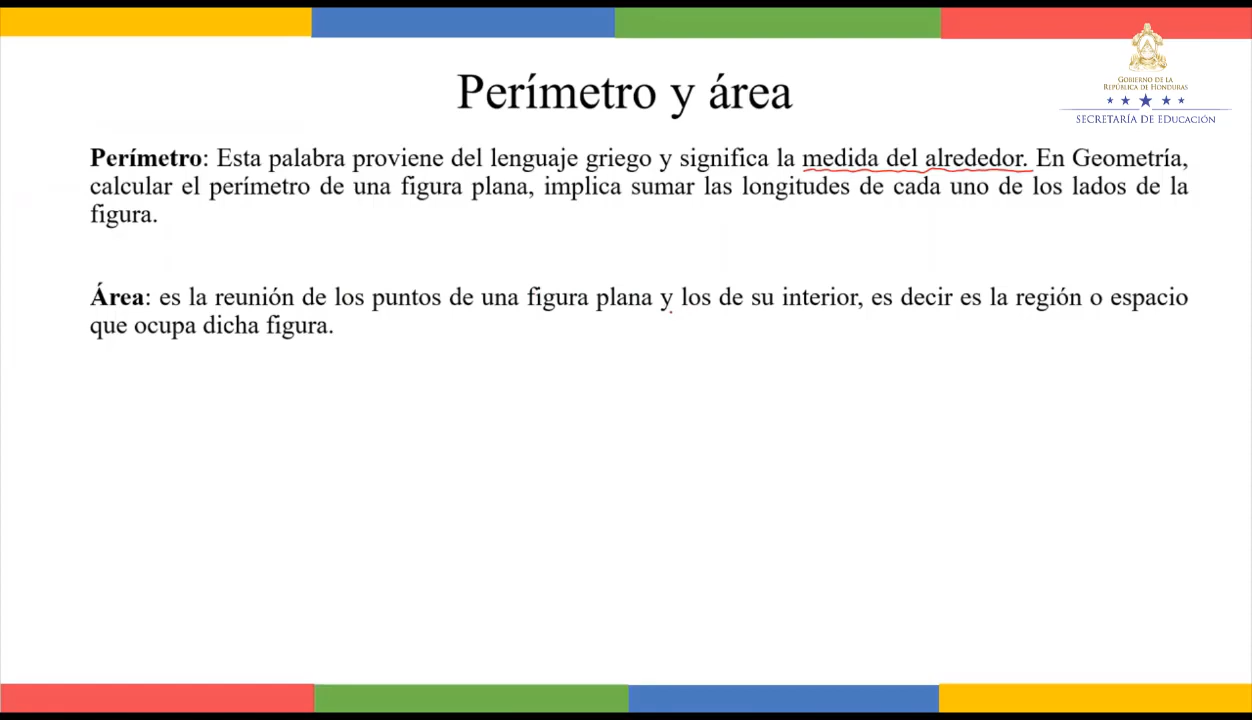 Perímetro y área
GOBIERNO DE LA
REPÚBLICA DE HONDURAS
SECRETARÍA DE EDUCACIÓN
Perímetro: Esta palabra proviene del lenguaje griego y significa la medida del alrededor. En Geometría,
calcular el perímetro de una figura plana, implica sumar las longitudes de cada uno de los lados de la
figura.
Área: es la reunión de los puntos de una figura plana y los de su interior, es decir es la región o espacio
que ocupa dicha figura.